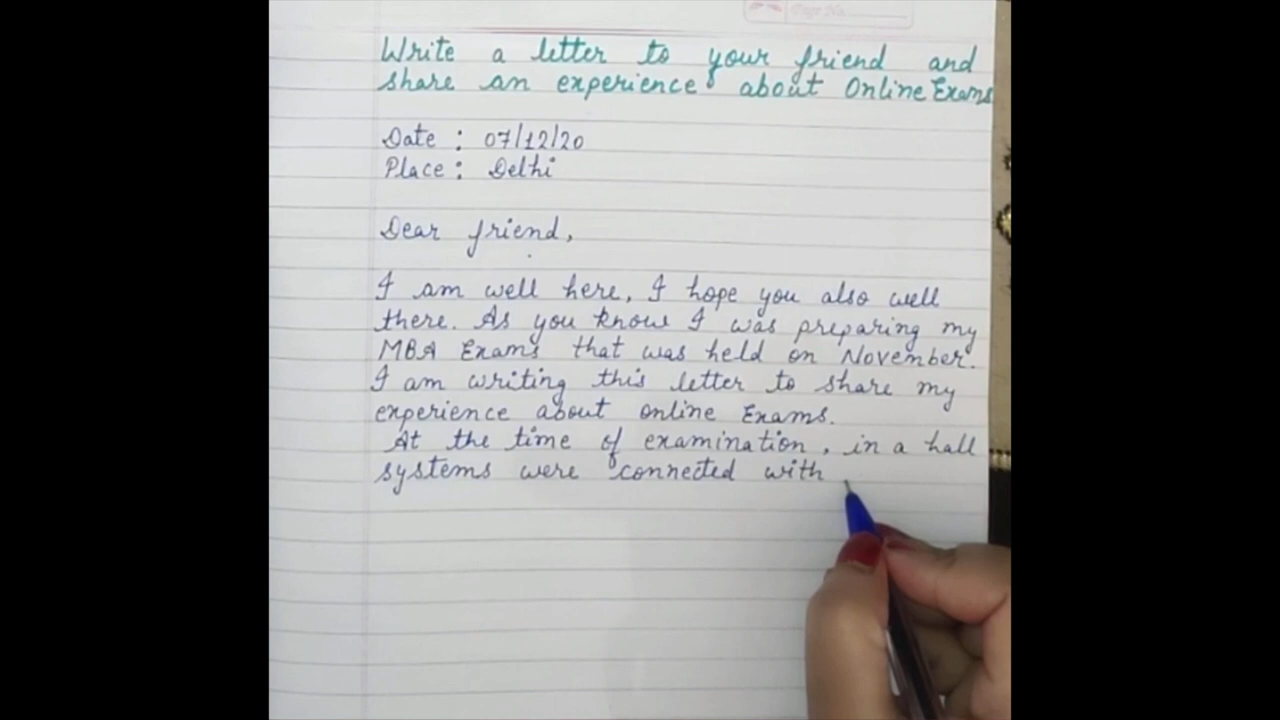 Page No.
Write a letter to your friend and
share an experience about Online Exams
Date : 07/12/20
Place : Delhi
Dear friend,
I am well here, I hope you also well
there. As you know I was preparing my
MBA Exams that was held on November.
I am writing this letter to share my
experience about online Exams.
At the time of examination, in a hall
systems were connected with